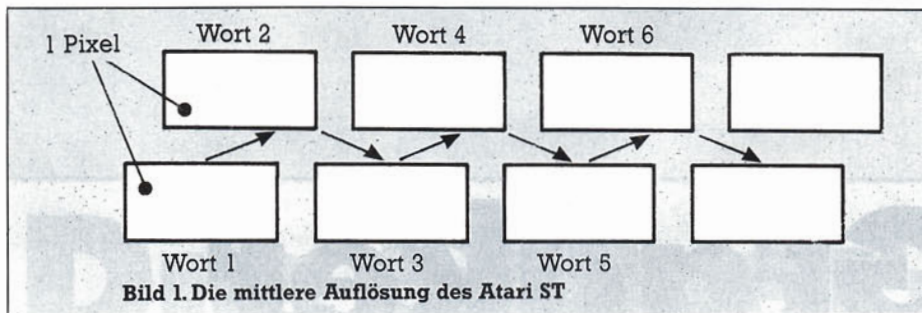 Wort 2 Wort 4 Wort 6
1 Pixel
Wort 1 Wort 3 Wort 5
Bild 1. Die mittlere Auflösung des Atari ST